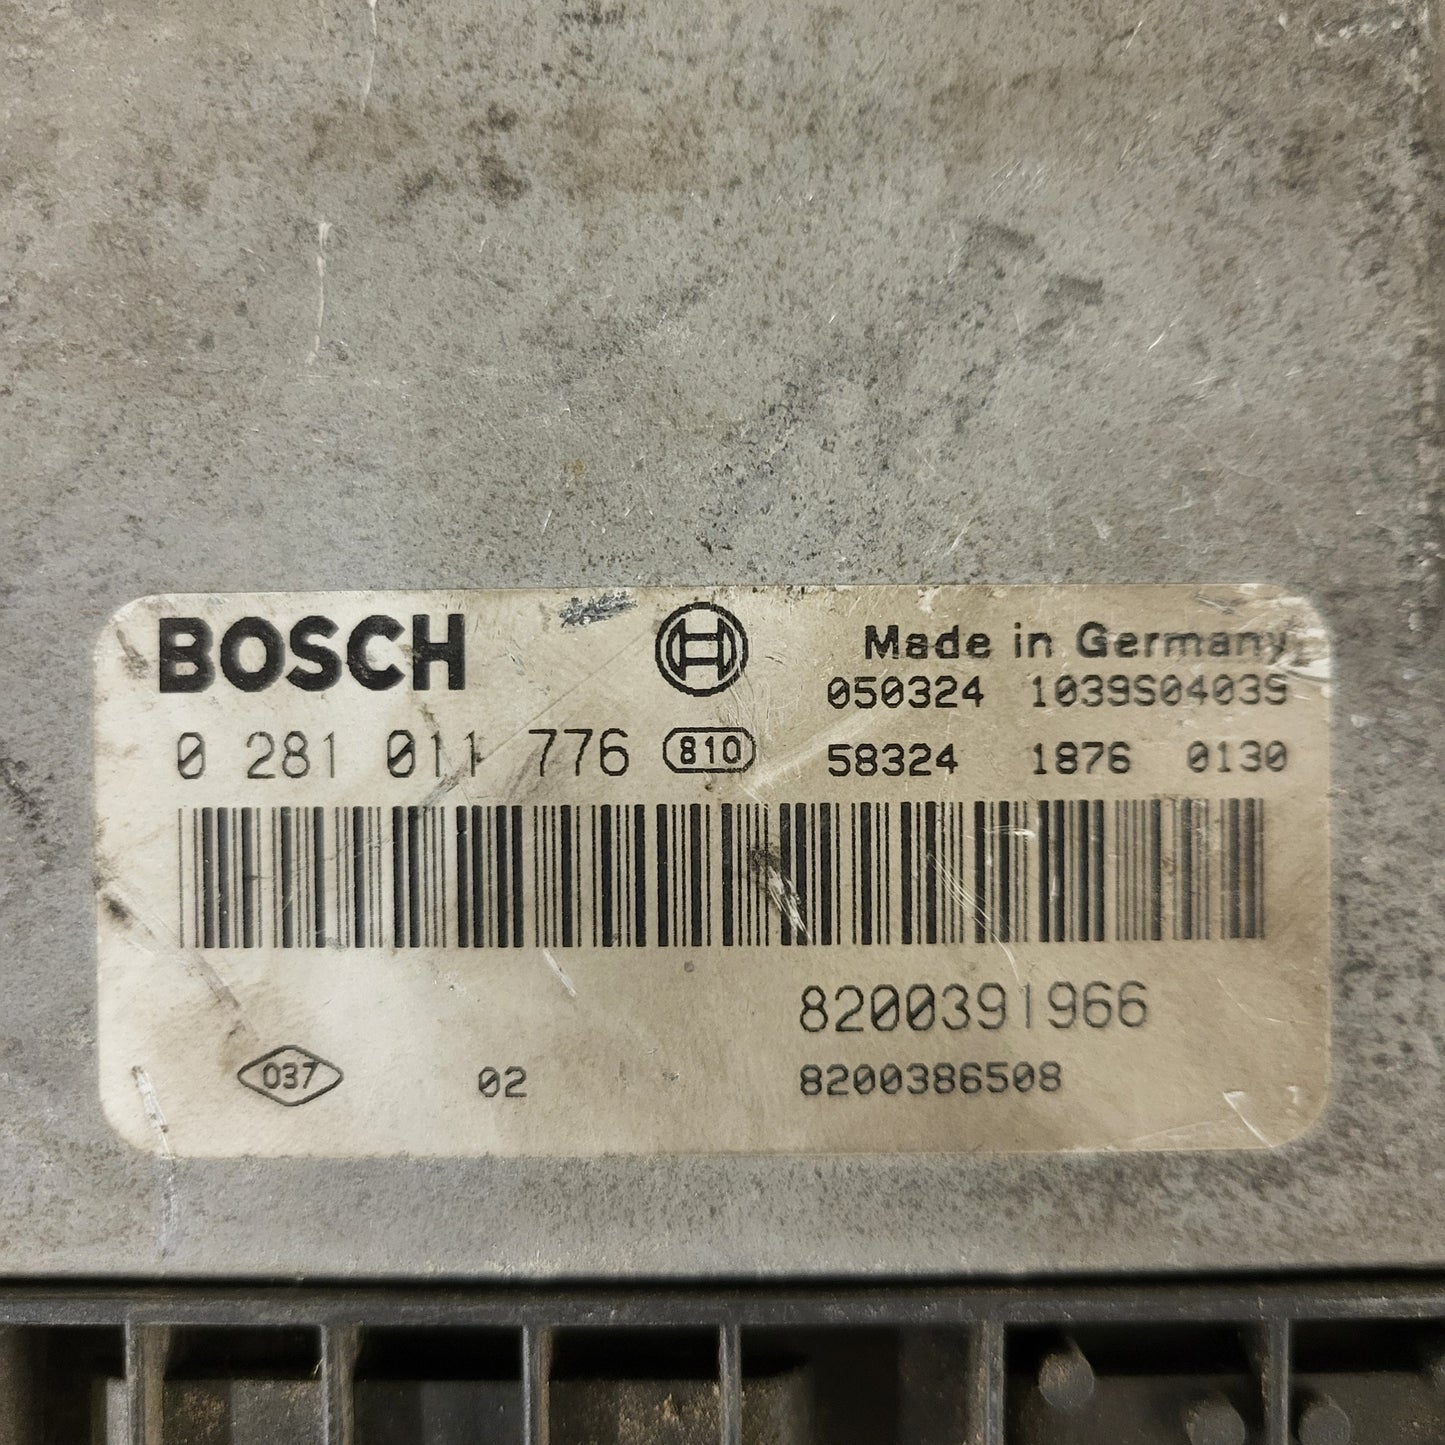 BOSCH Made in Germany
050324 1039S04039
0 281 011 776 810 58324 1876 0130
8200391966
037 02 8200386508